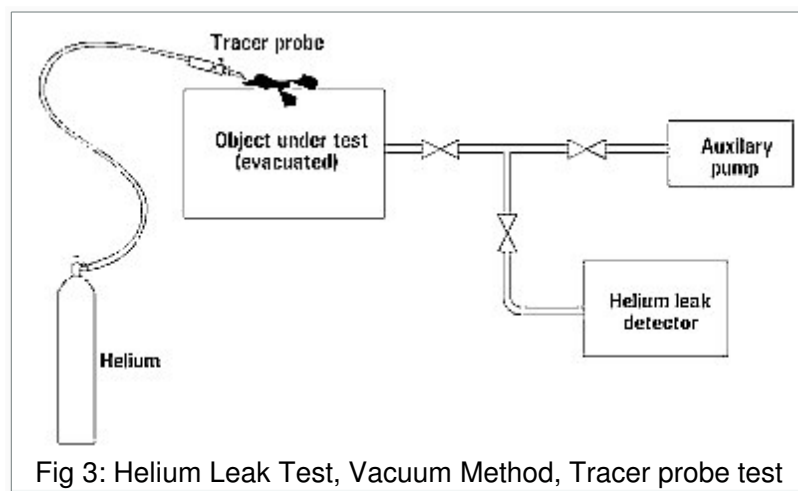 Tracer probe
Object under test
(evacuated)
Auxilary
pump
Helium leak
detector
Helium
Fig 3: Helium Leak Test, Vacuum Method, Tracer probe test